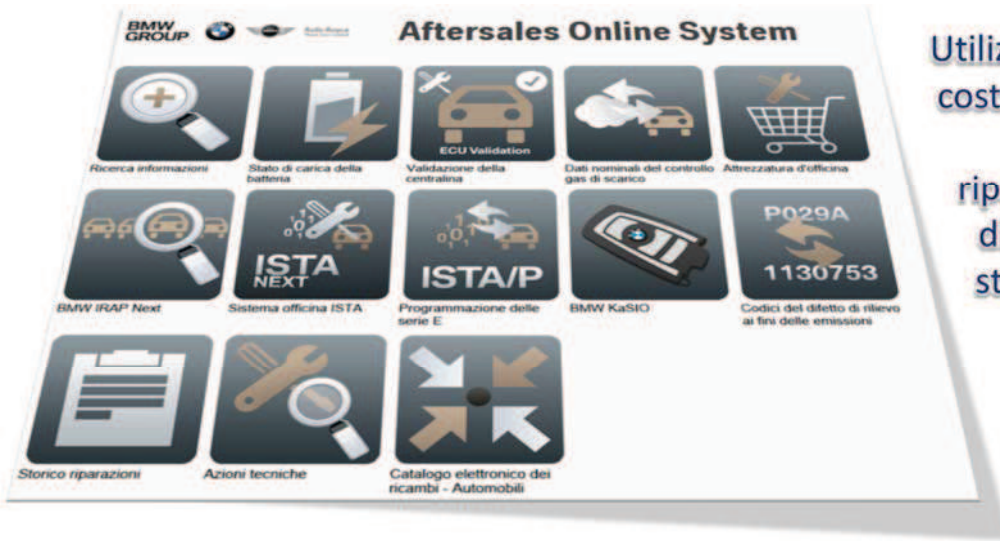 BMW
GROUP
Aftersales Online System
Utiliz
cost
rip
d
st
ECU Validation
Ricerca informazioni
Stato di carica della
batteria
Validazione della
centralina
Dati nominali del controllo
gas di scarico
Attrezzatura d'officina
ISTA
NEXT
ISTA/P
P029A
1130753
BMW IRAP Next
Sistema officina ISTA
Programmazione delle
serie E
BMW KaSIO
Codici del difetto di rilievo
ai fini delle emissioni
Storico riparazioni
Azioni tecniche
Catalogo elettronico dei
ricambi - Automobili